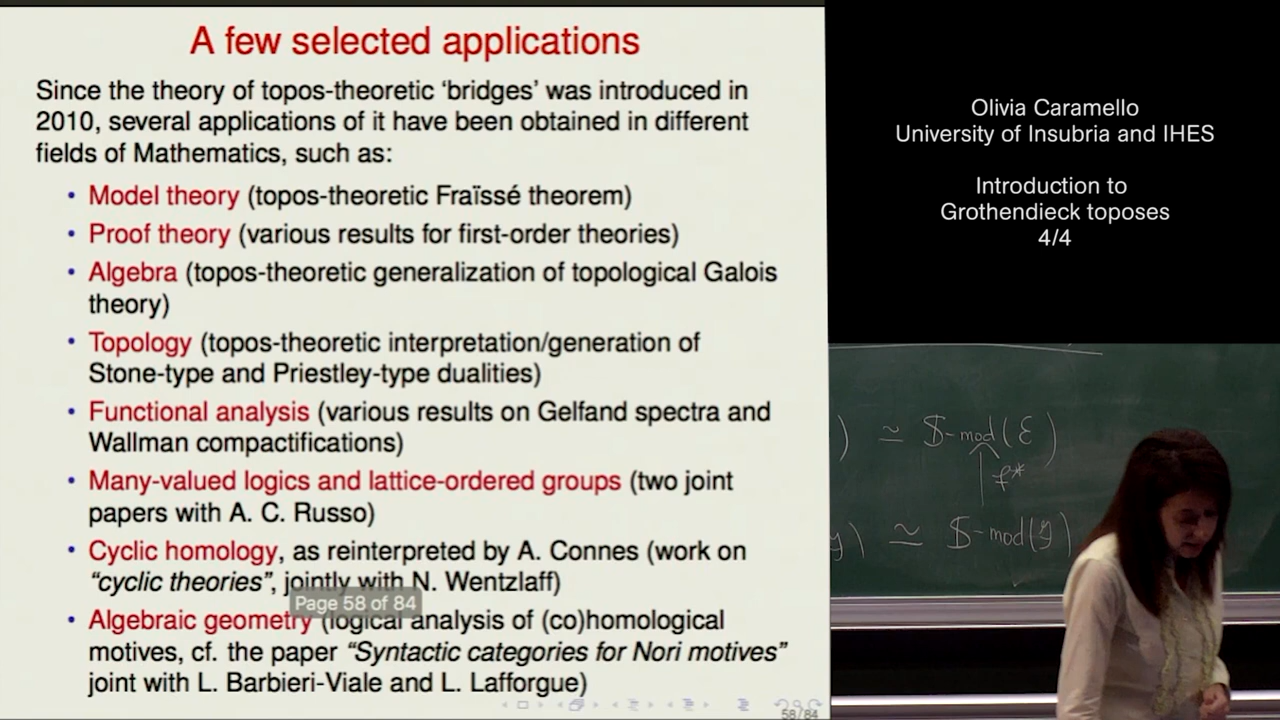 A few selected applications
Since the theory of topos-theoretic ‘bridges’ was introduced in
2010, several applications of it have been obtained in different
fields of Mathematics, such as:
• Model theory (topos-theoretic Fraïssé theorem)
• Proof theory (various results for first-order theories)
• Algebra (topos-theoretic generalization of topological Galois
theory)
• Topology (topos-theoretic interpretation/generation of
Stone-type and Priestley-type dualities)
• Functional analysis (various results on Gelfand spectra and
Wallman compactifications)
• Many-valued logics and lattice-ordered groups (two joint
papers with A. C. Russo)
• Cyclic homology, as reinterpreted by A. Connes (work on
“cyclic theories”, jointly with N. Wentzlaff)
Page 58 of 84
• Algebraic geometry (logical analysis of (co)homological
motives, cf. the paper “Syntactic categories for Nori motives”
joint with L. Barbieri-Viale and L. Lafforgue)
58/84
Olivia Caramello
University of Insubria and IHES
Introduction to
Grothendieck toposes
4/4
) ≃ 𝕊-mod(ℰ)
f*
) ≃ 𝕊-mod(